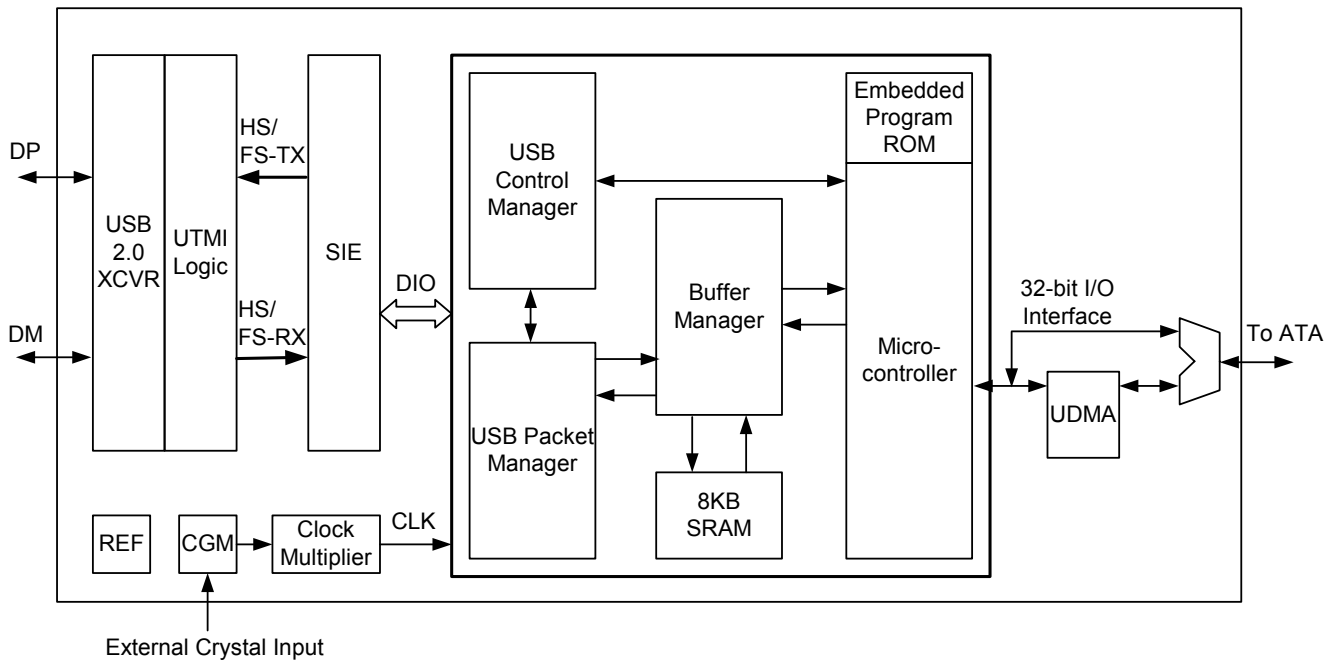 DP
DM
USB
2.0
XCVR
UTMI
Logic
HS/
FS-TX
HS/
FS-RX
SIE
DIO
USB
Control
Manager
USB Packet
Manager
Buffer
Manager
8KB
SRAM
Embedded
Program
ROM
Micro-
controller
32-bit I/O
Interface
UDMA
To ATA
REF
CGM
Clock
Multiplier
CLK
External Crystal Input